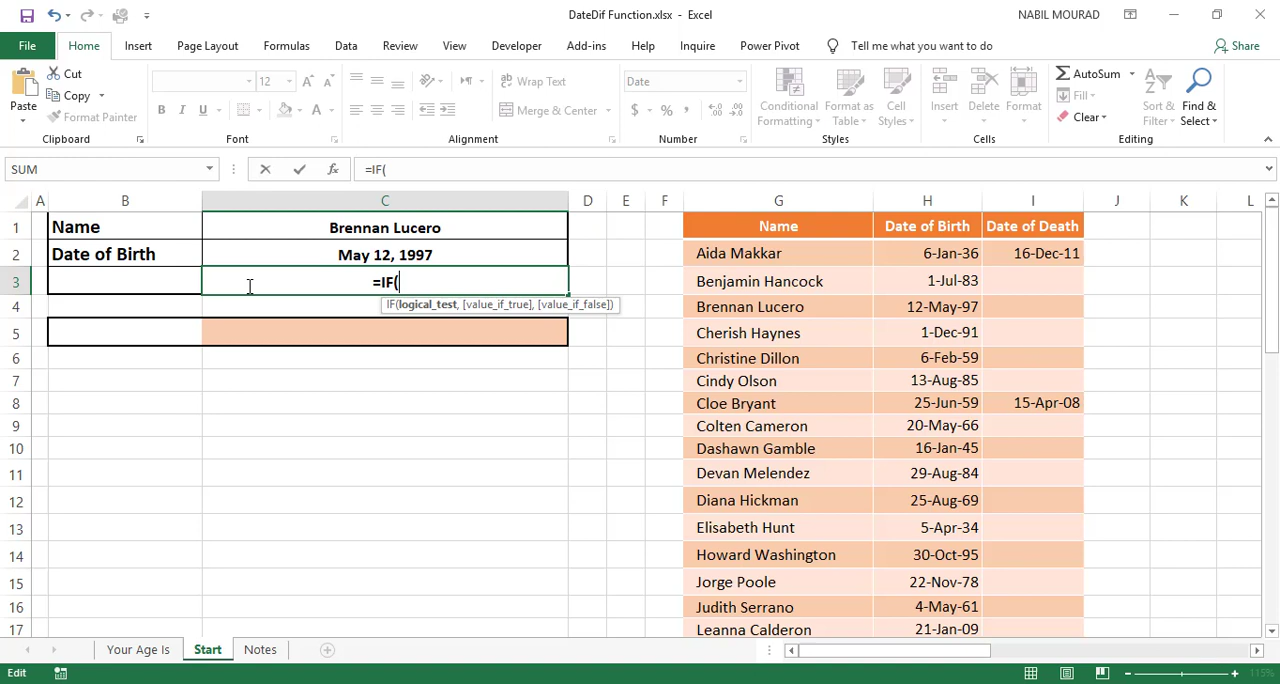 DateDif Function.xlsx - Excel
NABIL MOURAD
File Home Insert Page Layout Formulas Data Review View Developer Add-ins Help Inquire Power Pivot Tell me what you want to do Share
Paste
Cut
Copy
Format Painter
Clipboard
12
B I U
A
Font
Wrap Text
Merge & Center
Alignment
Date
$ % ,
Number
Conditional Formatting
Format as Table
Cell Styles
Styles
Insert
Delete
Format
Cells
AutoSum
Fill
Clear
Sort & Filter
Find & Select
Editing
SUM
fx
=IF(
A B C D E F G H I J K L
1 Name Brennan Lucero Name Date of Birth Date of Death
2 Date of Birth May 12, 1997 Aida Makkar 6-Jan-36 16-Dec-11
3 =IF( Benjamin Hancock 1-Jul-83
IF(logical_test, [value_if_true], [value_if_false])
4 Brennan Lucero 12-May-97
5 Cherish Haynes 1-Dec-91
6 Christine Dillon 6-Feb-59
7 Cindy Olson 13-Aug-85
8 Cloe Bryant 25-Jun-59 15-Apr-08
9 Colten Cameron 20-May-66
10 Dashawn Gamble 16-Jan-45
11 Devan Melendez 29-Aug-84
12 Diana Hickman 25-Aug-69
13 Elisabeth Hunt 5-Apr-34
14 Howard Washington 30-Oct-95
15 Jorge Poole 22-Nov-78
16 Judith Serrano 4-May-61
17 Leanna Calderon 21-Jan-09
Your Age Is Start Notes
Edit
115%